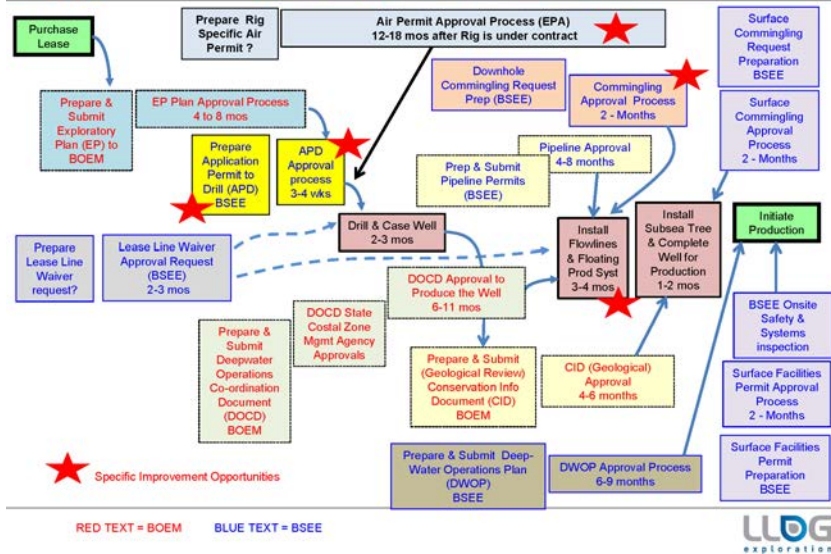 Purchase
Lease
Prepare Rig
Specific Air
Permit ?
Air Permit Approval Process (EPA)
12-18 mos after Rig is under contract
Surface
Commingling
Request
Preparation
BSEE
Downhole
Commingling Request
Prep (BSEE)
Commingling
Approval Process
2 - Months
Prepare &
Submit
Exploratory
Plan (EP) to
BOEM
EP Plan Approval Process
4 to 8 mos
Prepare
Application
Permit to
Drill (APD)
BSEE
APD
Approval
process
3-4 wks
Surface
Commingling
Approval
Process
2 - Months
Pipeline Approval
4-8 months
Prep & Submit
Pipeline Permits
(BSEE)
Drill & Case Well
2-3 mos
Install
Flowlines
& Floating
Prod Syst
3-4 mos
Install
Subsea Tree
& Complete
Well for
Production
1-2 mos
Initiate
Production
Prepare
Lease Line
Waiver
request?
Lease Line Waiver
Approval Request
(BSEE)
2-3 mos
DOCD Approval to
Produce the Well
6-11 mos
DOCD State
Costal Zone
Mgmt Agency
Approvals
BSEE Onsite
Safety &
Systems
inspection
Prepare &
Submit
Deepwater
Operations
Co-ordination
Document
(DOCD)
BOEM
Prepare & Submit
(Geological Review)
Conservation Info
Document (CID)
BOEM
CID (Geological)
Approval
4-6 months
Surface Facilities
Permit Approval
Process
2 - Months
Prepare & Submit Deep-
Water Operations Plan
(DWOP)
BSEE
DWOP Approval Process
6-9 months
Surface Facilities
Permit
Preparation
BSEE
Specific Improvement Opportunities
RED TEXT = BOEM
BLUE TEXT = BSEE
LLOG
exploration